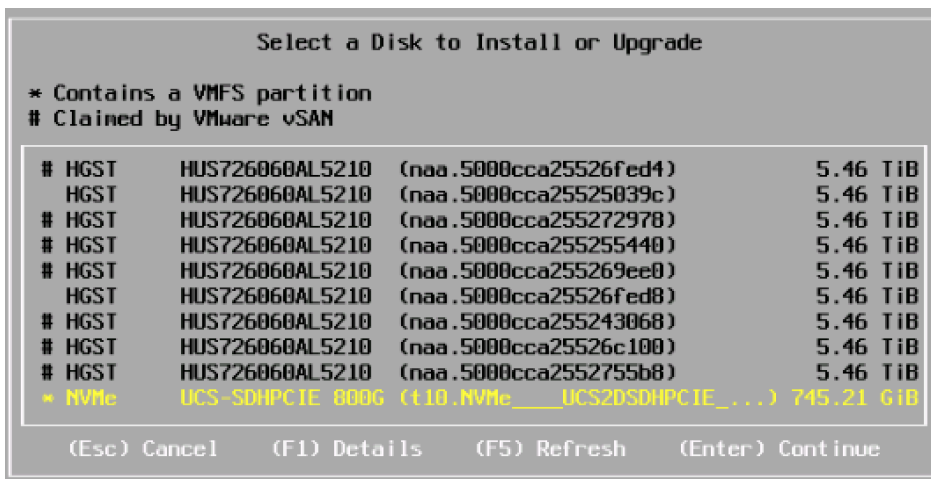 Select a Disk to Install or Upgrade
* Contains a VMFS partition
# Claimed by VMware vSAN
# HGST HUS726060AL5210 (naa.5000cca25526fed4) 5.46 TiB
HGST HUS726060AL5210 (naa.5000cca25525039c) 5.46 TiB
# HGST HUS726060AL5210 (naa.5000cca255272978) 5.46 TiB
# HGST HUS726060AL5210 (naa.5000cca255255440) 5.46 TiB
# HGST HUS726060AL5210 (naa.5000cca255269ee0) 5.46 TiB
HGST HUS726060AL5210 (naa.5000cca25526fed8) 5.46 TiB
# HGST HUS726060AL5210 (naa.5000cca255243068) 5.46 TiB
# HGST HUS726060AL5210 (naa.5000cca25526c100) 5.46 TiB
# HGST HUS726060AL5210 (naa.5000cca2552755b8) 5.46 TiB
* NVMe UCS-SDHPCIE 800G (t10.NVMe____UCS2DSDHPCIE_...) 745.21 GiB
(Esc) Cancel (F1) Details (F5) Refresh (Enter) Continue